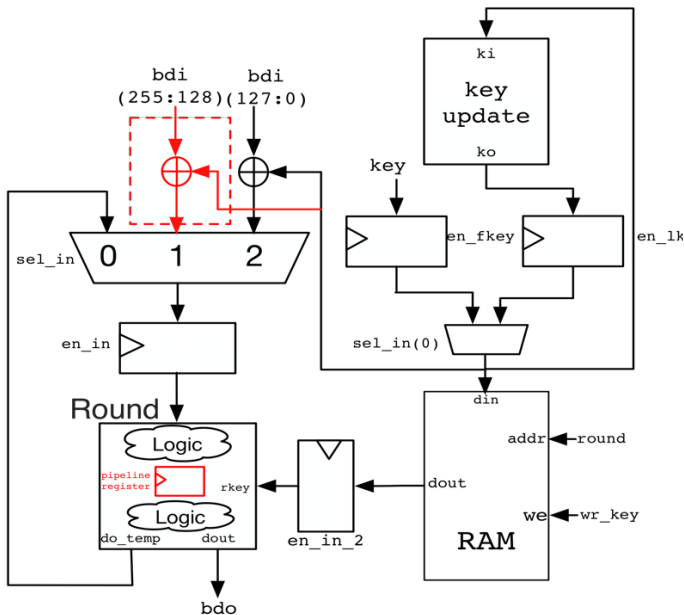 ki
key
update
ko
bdi
(255:128)
bdi
(127:0)
key
en_fkey
en_lk
sel_in
0
1
2
en_in
sel_in(0)
din
Round
Logic
addr
round
pipeline
register
rkey
dout
Logic
we
wr_key
do_temp
dout
en_in_2
RAM
bdo